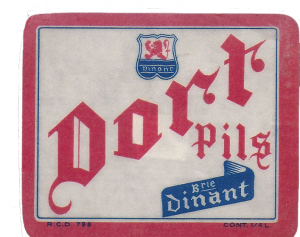 Dinant
Dort
Pils
Brie
Dinant
R.C.D. 798
CONT. 1/4 L.